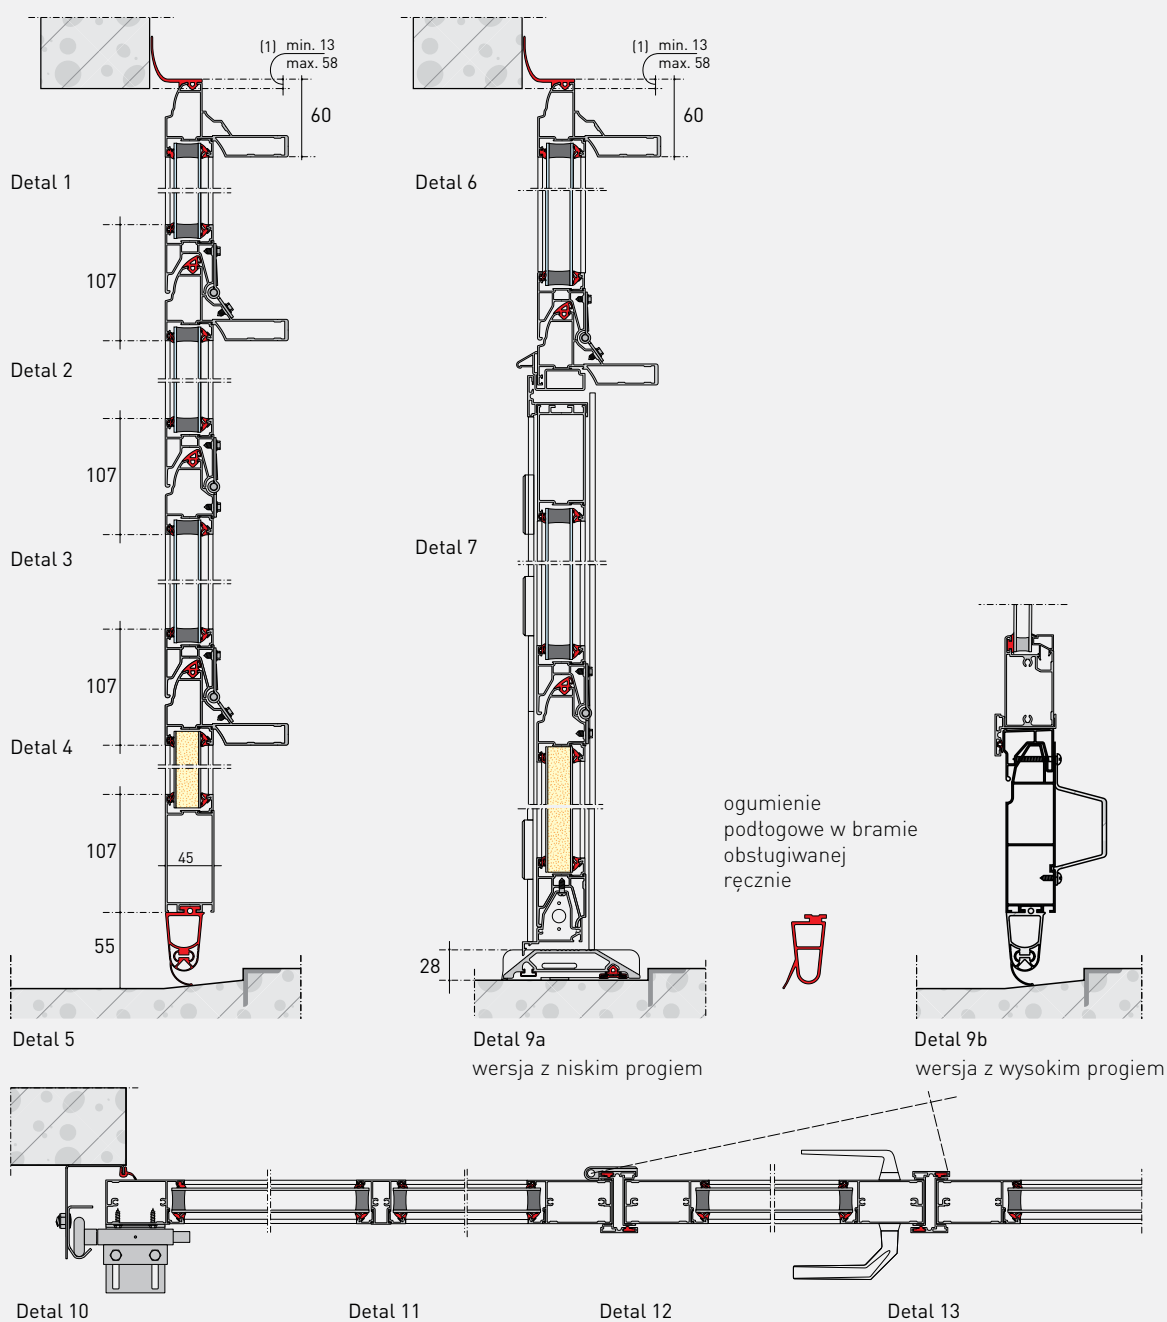 (1) min. 13
max. 58
60
(1) min. 13
max. 58
60
Detal 1
Detal 6
107
Detal 2
107
Detal 7
Detal 3
107
Detal 4
ogumienie
podłogowe w bramie
obsługiwanej
ręcznie
107
45
55
28
Detal 5
Detal 9a
wersja z niskim progiem
Detal 9b
wersja z wysokim progiem
Detal 10
Detal 11
Detal 12
Detal 13